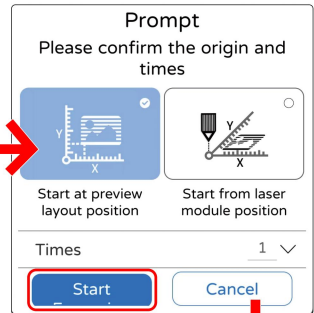 Prompt
Please confirm the origin and
times
Y
X
Y
X
Start at preview
layout position
Start from laser
module position
Times
1
Start
Cancel